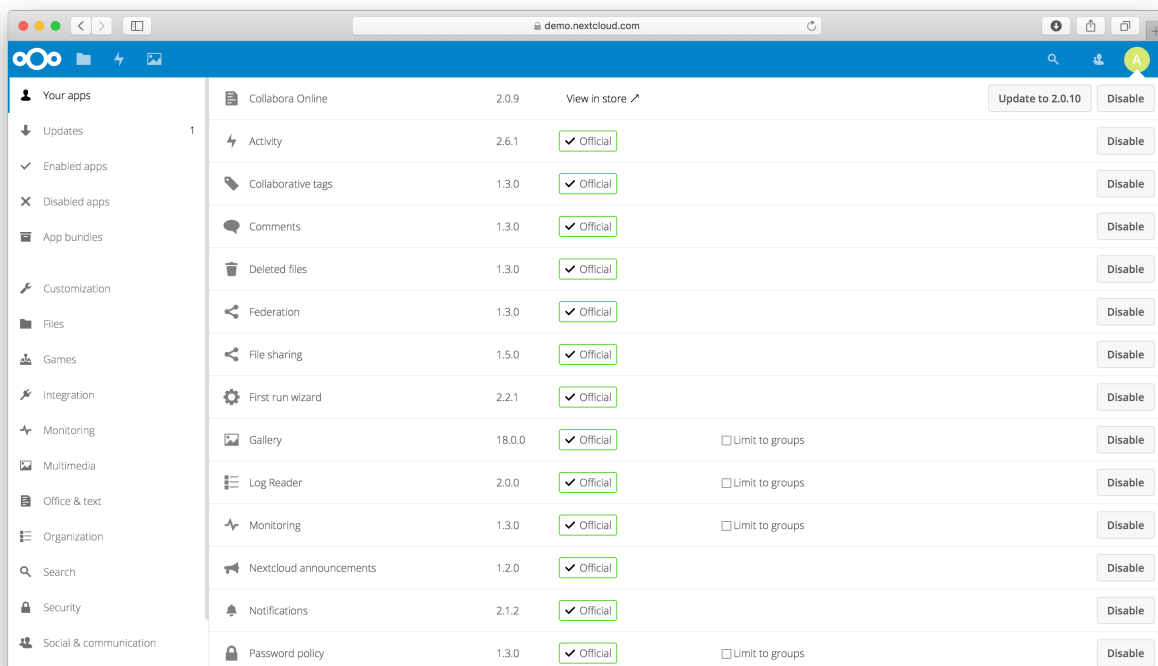 demo.nextcloud.com
A
Your apps
Updates 1
Enabled apps
Disabled apps
App bundles
Customization
Files
Games
Integration
Monitoring
Multimedia
Office & text
Organization
Search
Security
Social & communication
Collabora Online 2.0.9 View in store ↗ Update to 2.0.10 Disable
Activity 2.6.1 ✔ Official Disable
Collaborative tags 1.3.0 ✔ Official Disable
Comments 1.3.0 ✔ Official Disable
Deleted files 1.3.0 ✔ Official Disable
Federation 1.3.0 ✔ Official Disable
File sharing 1.5.0 ✔ Official Disable
First run wizard 2.2.1 ✔ Official Disable
Gallery 18.0.0 ✔ Official Limit to groups Disable
Log Reader 2.0.0 ✔ Official Limit to groups Disable
Monitoring 1.3.0 ✔ Official Limit to groups Disable
Nextcloud announcements 1.2.0 ✔ Official Disable
Notifications 2.1.2 ✔ Official Disable
Password policy 1.3.0 ✔ Official Limit to groups Disable